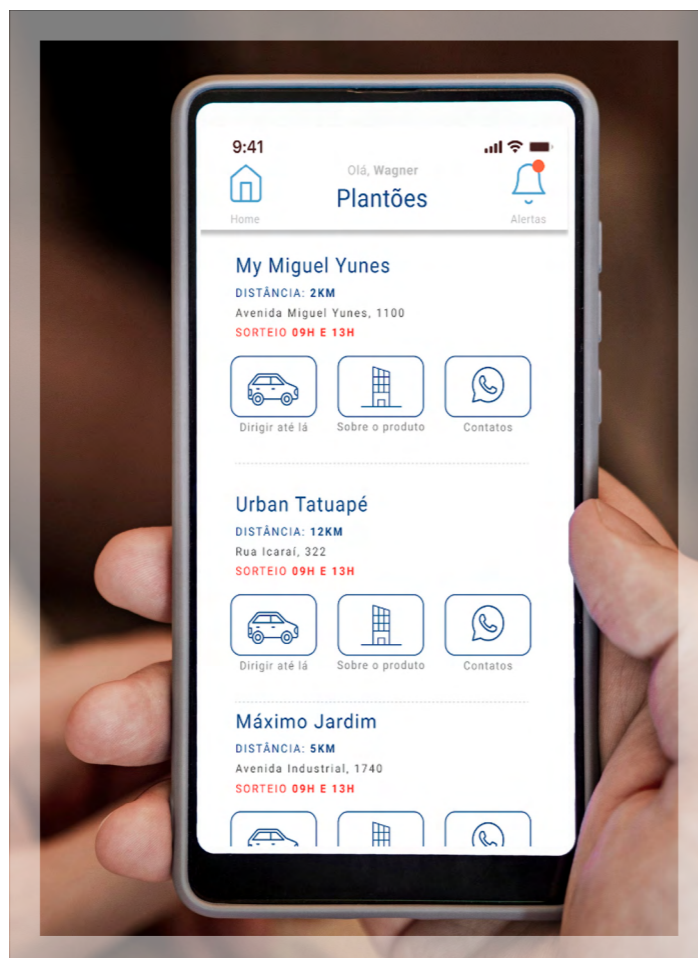 9:41
Olá, Wagner
Plantões
Home
Alertas
My Miguel Yunes
DISTÂNCIA: 2KM
Avenida Miguel Yunes, 1100
SORTEIO 09H E 13H
Dirigir até lá
Sobre o produto
Contatos
Urban Tatuapé
DISTÂNCIA: 12KM
Rua Icaraí, 322
SORTEIO 09H E 13H
Dirigir até lá
Sobre o produto
Contatos
Máximo Jardim
DISTÂNCIA: 5KM
Avenida Industrial, 1740
SORTEIO 09H E 13H